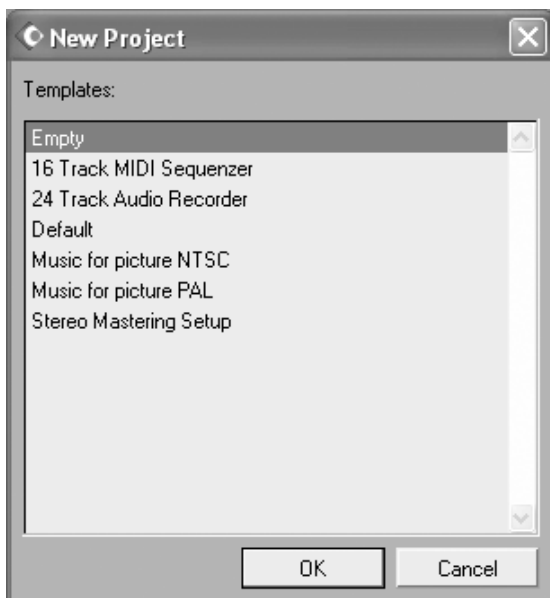 New Project
Templates:
Empty
16 Track MIDI Sequenzer
24 Track Audio Recorder
Default
Music for picture NTSC
Music for picture PAL
Stereo Mastering Setup
OK Cancel